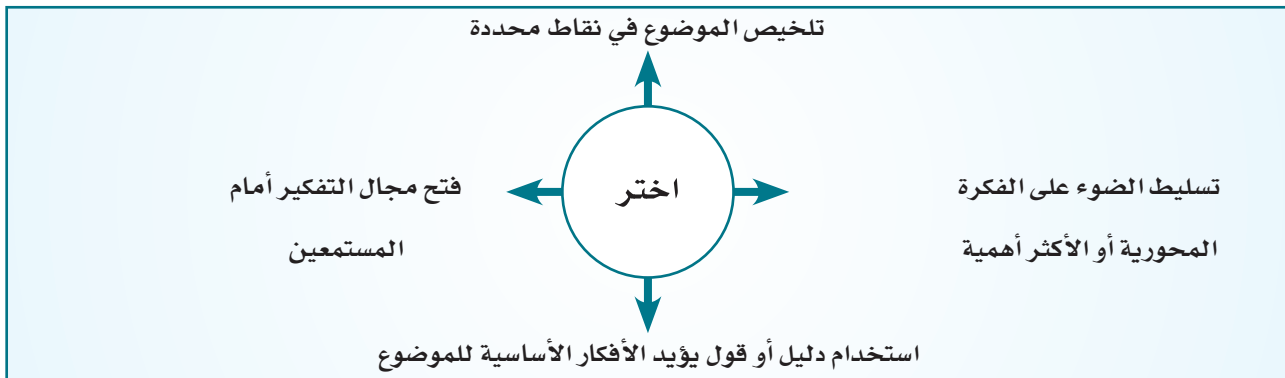 تلخيص الموضوع في نقاط محددة
تسليط الضوء على الفكرة
المحورية أو الأكثر أهمية
اختر
فتح مجال التفكير أمام
المستمعين
استخدام دليل أو قول يؤيد الأفكار الأساسية للموضوع